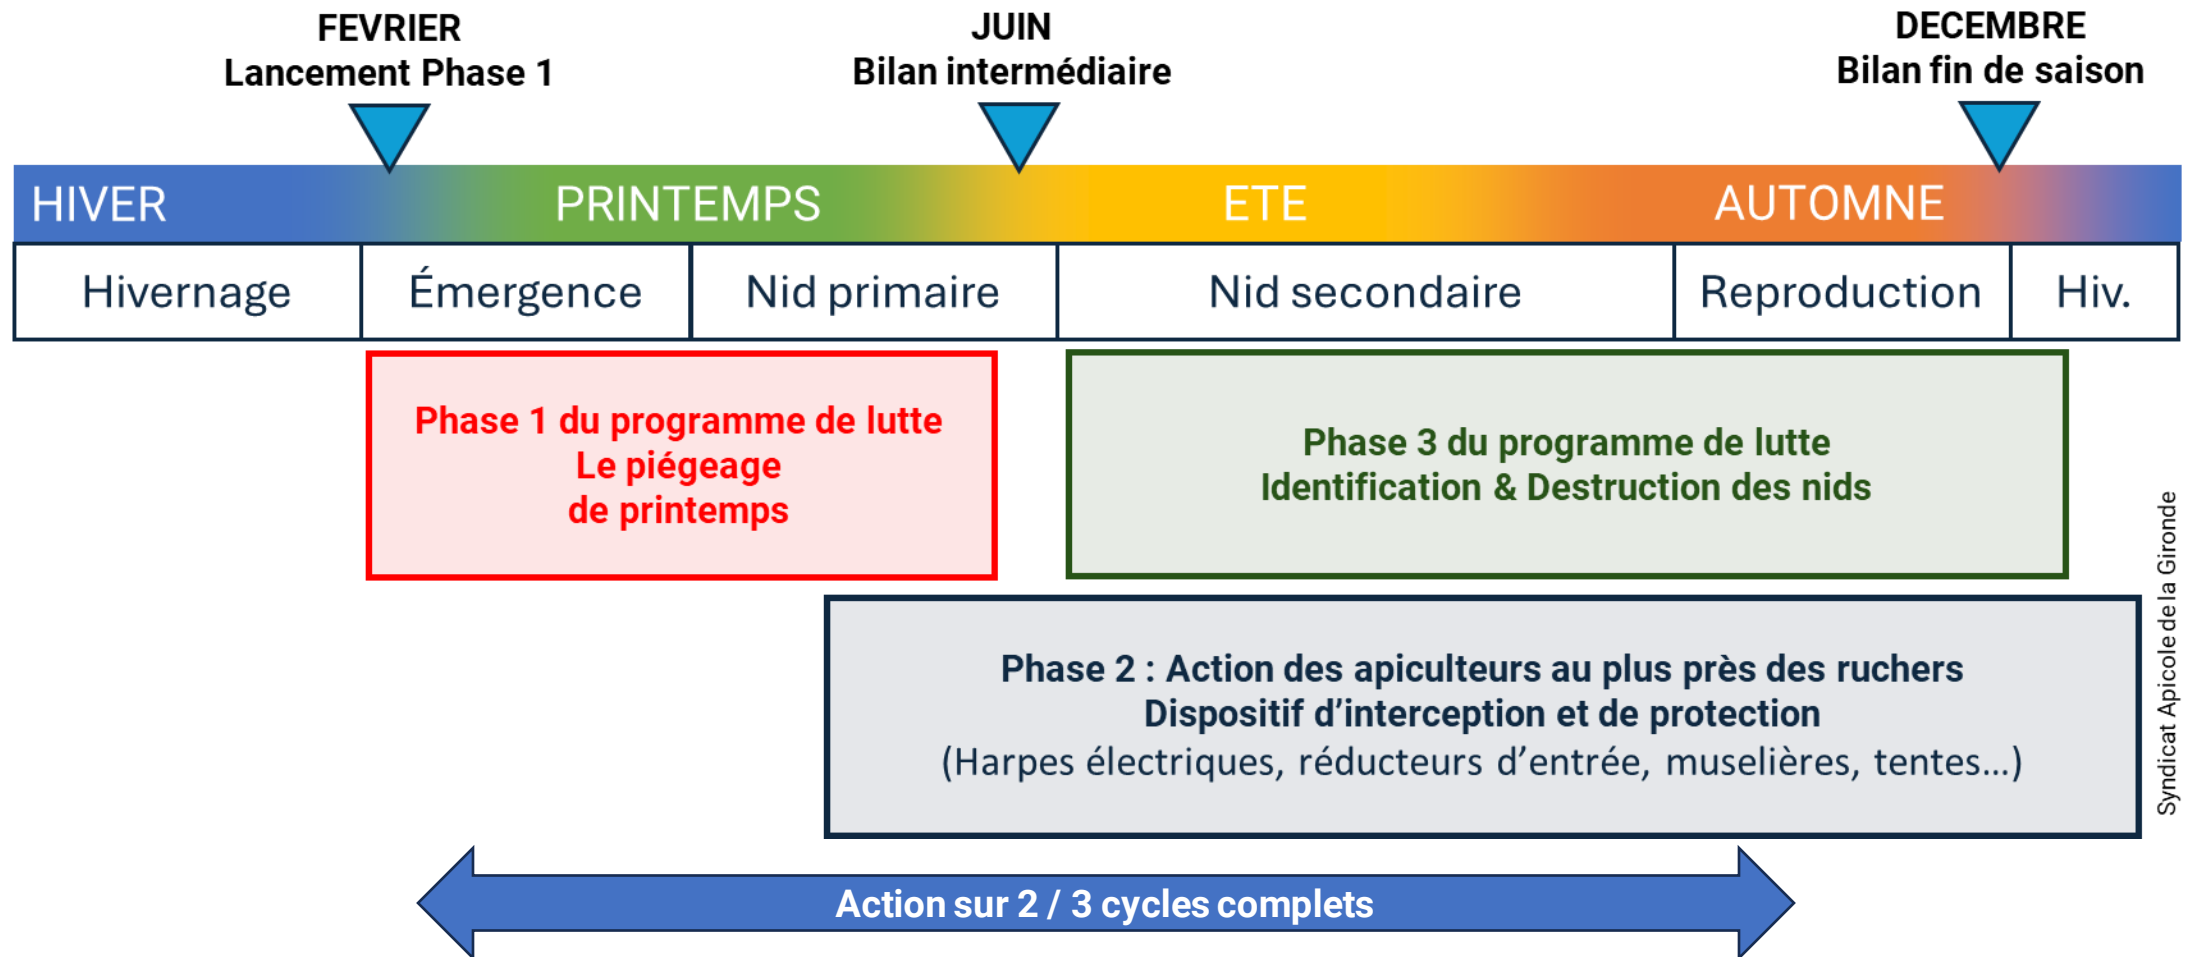 FEVRIER
Lancement Phase 1
JUIN
Bilan intermédiaire
DECEMBRE
Bilan fin de saison
HIVER
PRINTEMPS
ETE
AUTOMNE
Hivernage
Émergence
Nid primaire
Nid secondaire
Reproduction
Hiv.
Phase 1 du programme de lutte
Le piégeage
de printemps
Phase 3 du programme de lutte
Identification & Destruction des nids
Phase 2 : Action des apiculteurs au plus près des ruchers
Dispositif d’interception et de protection
(Harpes électriques, réducteurs d’entrée, muselières, tentes…)
Syndicat Apicole de la Gironde
Action sur 2 / 3 cycles complets